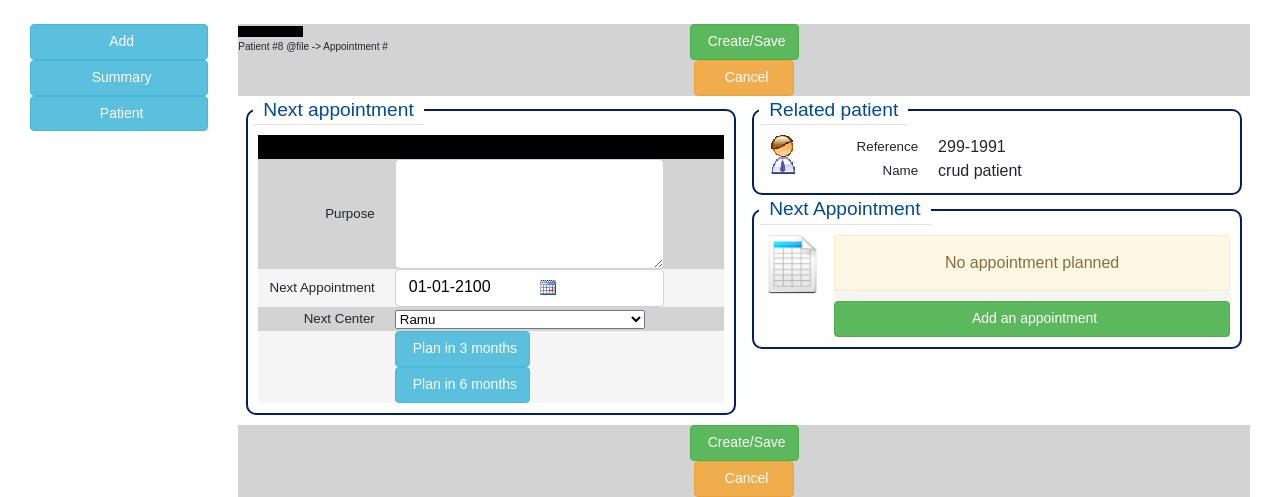 Add
Summary
Patient
Patient #8 @file -> Appointment #
Create/Save
Cancel
Next appointment
Purpose
Next Appointment
01-01-2100
Next Center
Ramu
Plan in 3 months
Plan in 6 months
Related patient
Reference
299-1991
Name
crud patient
Next Appointment
No appointment planned
Add an appointment
Create/Save
Cancel